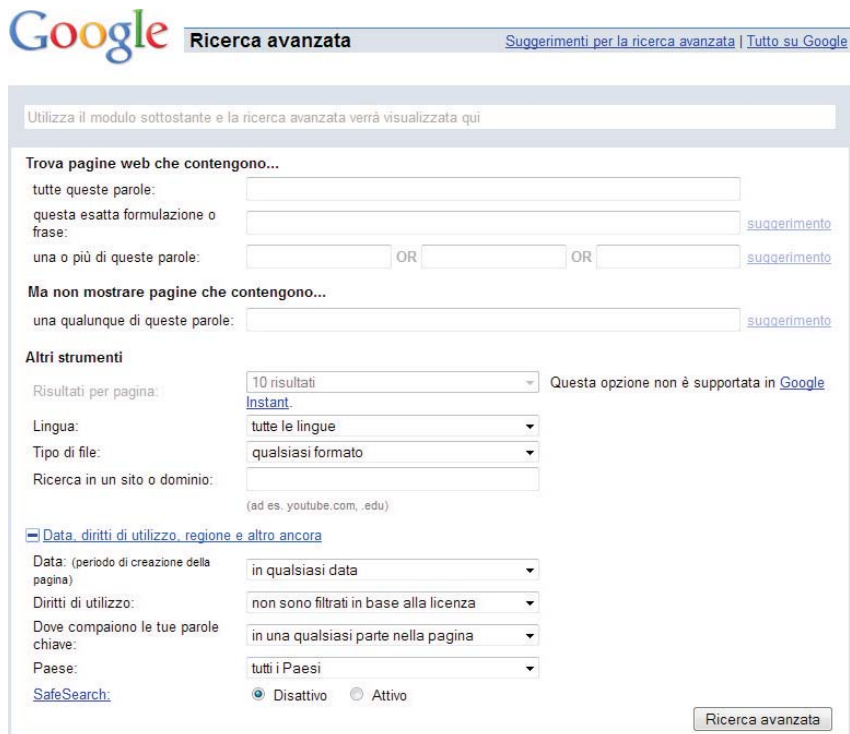 Google Ricerca avanzata Suggerimenti per la ricerca avanzata | Tutto su Google
Utilizza il modulo sottostante e la ricerca avanzata verrà visualizzata qui
Trova pagine web che contengono...
tutte queste parole:
questa esatta formulazione o
frase: suggerimento
una o più di queste parole: OR OR suggerimento
Ma non mostrare pagine che contengono...
una qualunque di queste parole: suggerimento
Altri strumenti
Risultati per pagina: 10 risultati Questa opzione non è supportata in Google
Instant.
Lingua: tutte le lingue
Tipo di file: qualsiasi formato
Ricerca in un sito o dominio:
(ad es. youtube.com, .edu)
Data, diritti di utilizzo, regione e altro ancora
Data: (periodo di creazione della
pagina) in qualsiasi data
Diritti di utilizzo: non sono filtrati in base alla licenza
Dove compaiono le tue parole
chiave: in una qualsiasi parte nella pagina
Paese: tutti i Paesi
SafeSearch: Disattivo Attivo
Ricerca avanzata